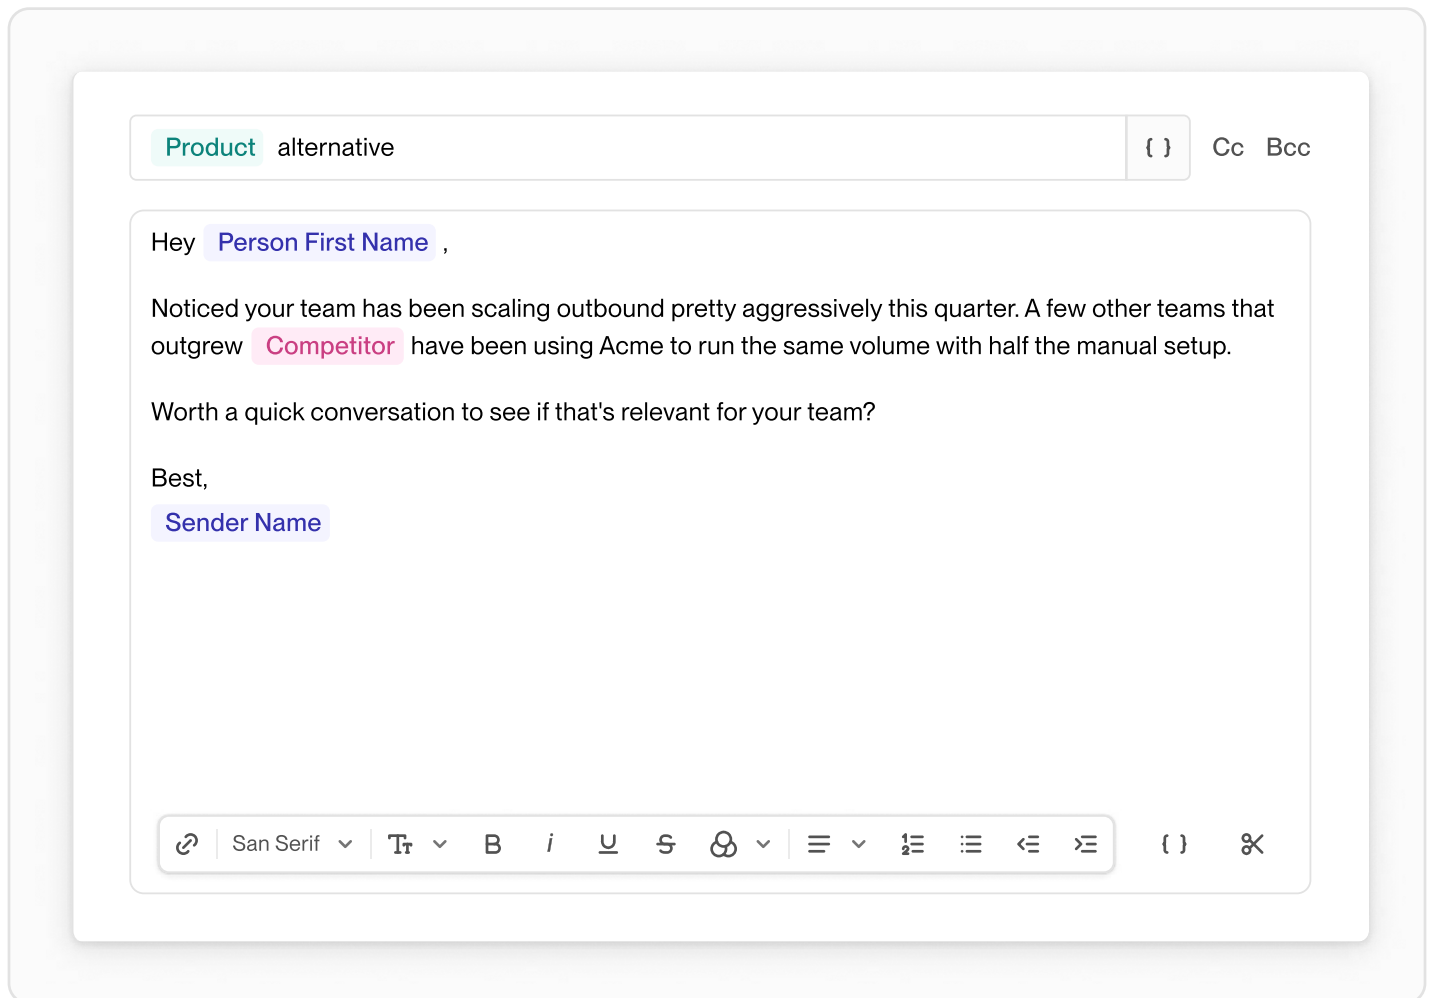 Product alternative { } Cc Bcc
Hey Person First Name ,
Noticed your team has been scaling outbound pretty aggressively this quarter. A few other teams that
outgrew Competitor have been using Acme to run the same volume with half the manual setup.
Worth a quick conversation to see if that's relevant for your team?
Best,
Sender Name
San Serif Tт B i U S { }